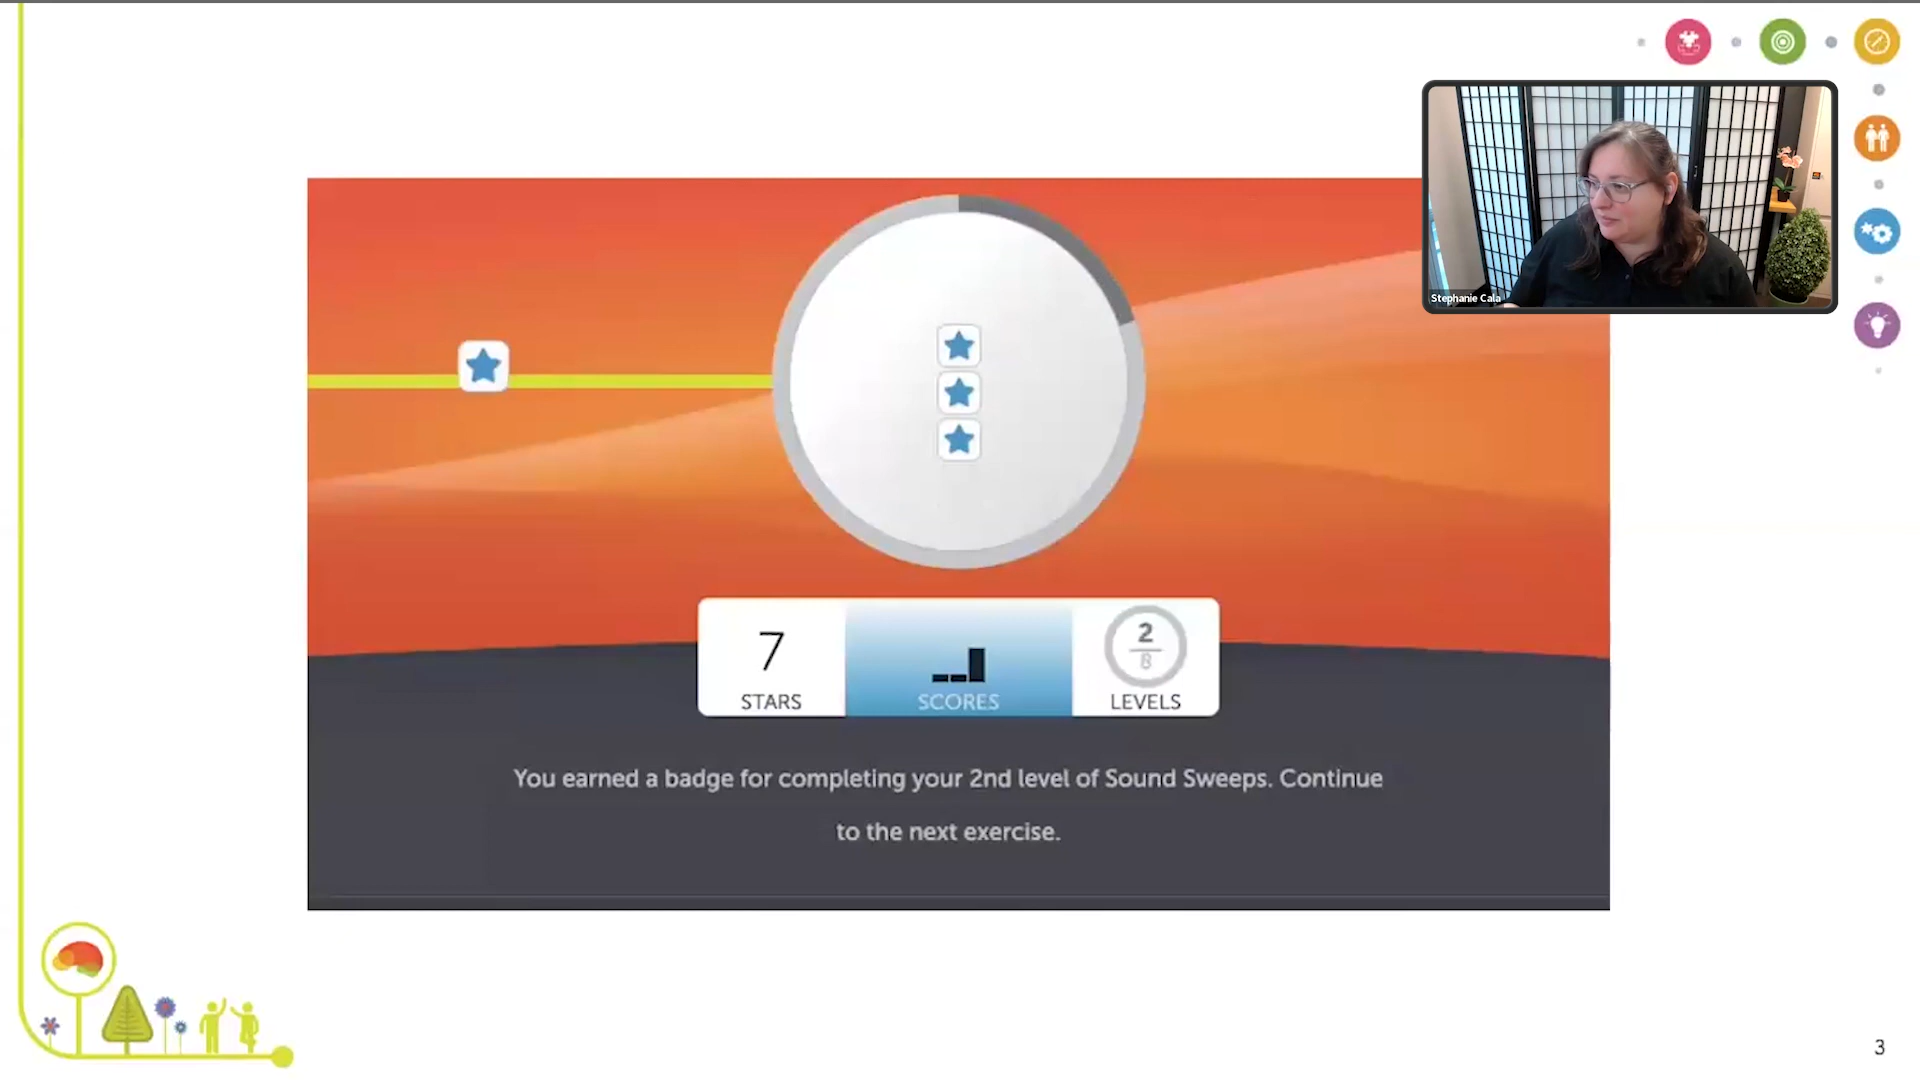 Stephanie Cala
7
STARS
SCORES
2
8
LEVELS
You earned a badge for completing your 2nd level of Sound Sweeps. Continue
to the next exercise.
3